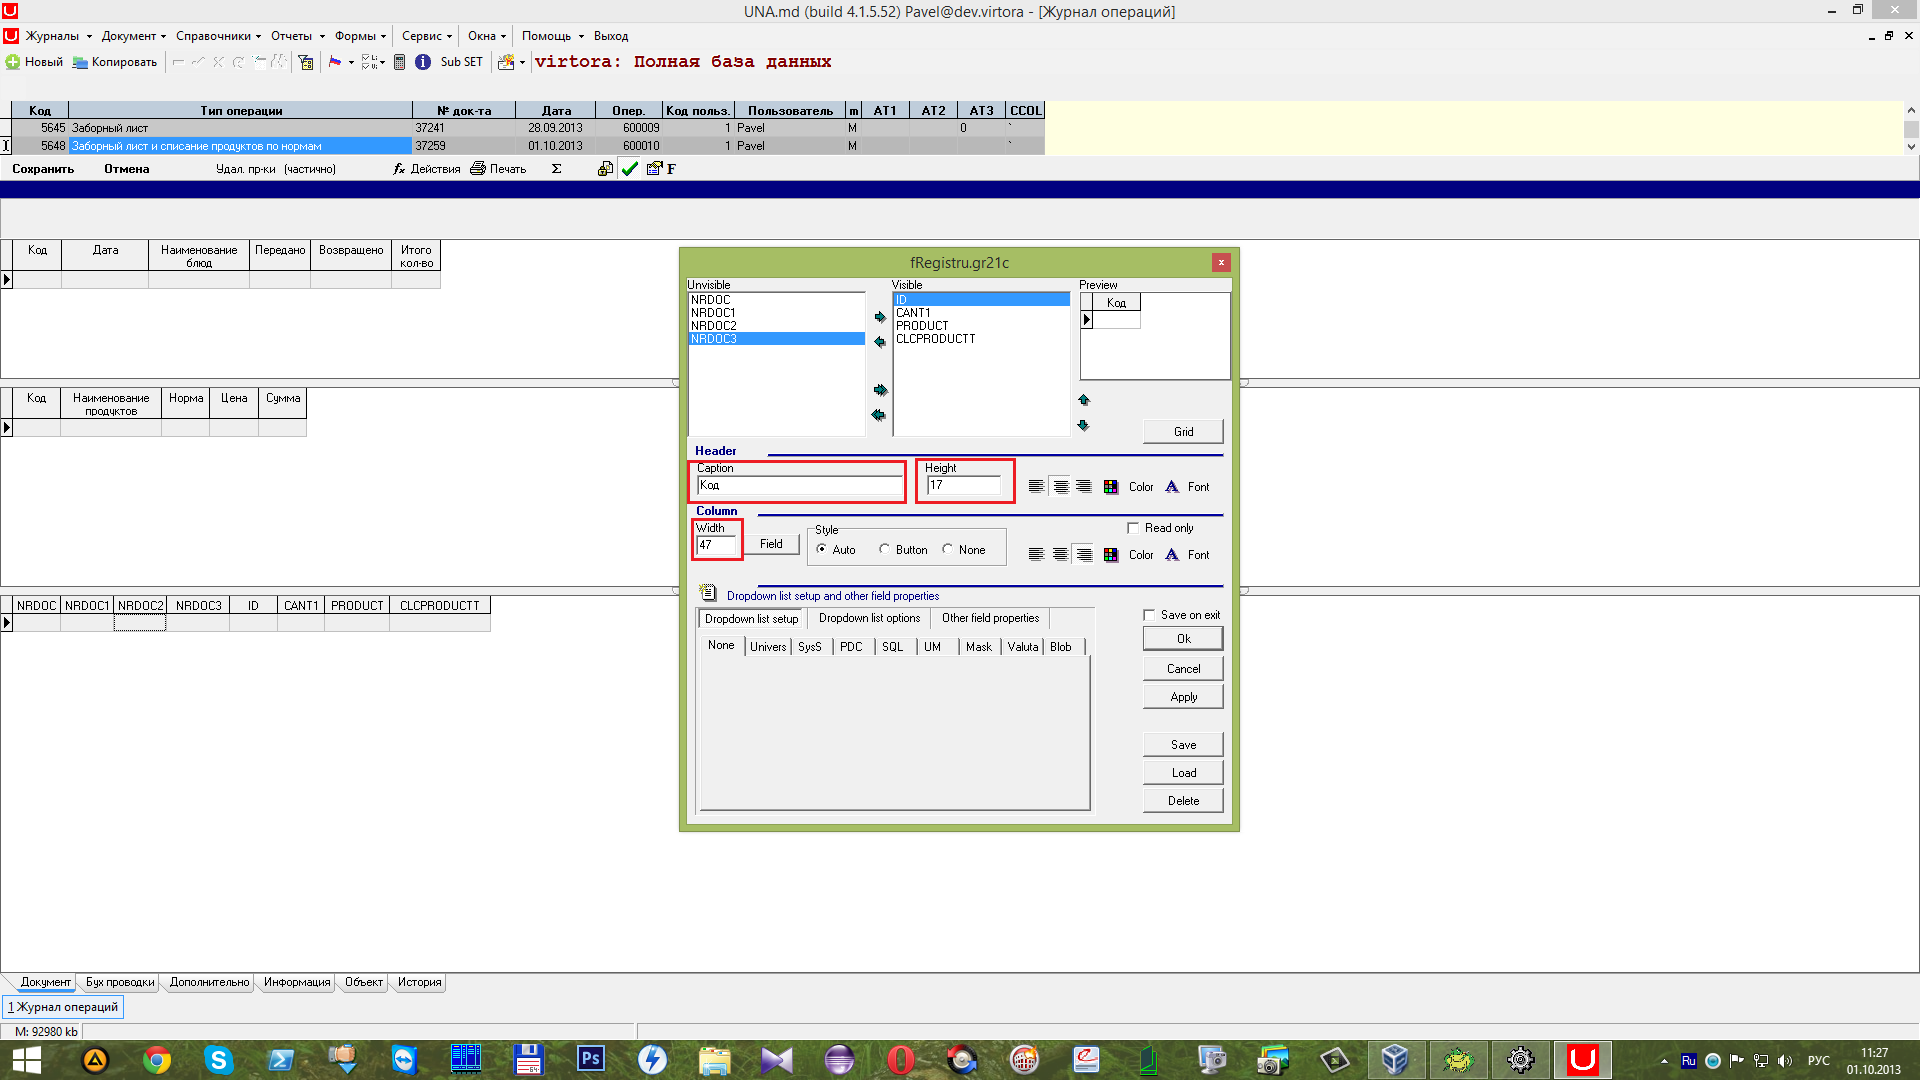 UNA.md (build 4.1.5.52) Pavel@dev.virtora - [Журнал операций]
Журналы Документ Справочники Отчеты Формы Сервис Окна Помощь Выход
Новый Копировать Sub SET virtora: Полная база данных
Код Тип операции № док-та Дата Опер. Код польз. Пользователь m AT1 AT2 AT3 CCOL
5645 Заборный лист 37241 28.09.2013 600009 1 Pavel M 0 `
5648 Заборный лист и списание продуктов по нормам 37259 01.10.2013 600010 1 Pavel M `
Сохранить Отмена Удал. пр-ки (частично) fx Действия Печать Σ F
Код Дата Наименование блюд Передано Возвращено Итого кол-во
Код Наименование продуктов Норма Цена Сумма
NRDOC NRDOC1 NRDOC2 NRDOC3 ID CANT1 PRODUCT CLCPRODUCTT
fRegistru.gr21c
Unvisible Visible Preview
NRDOC
NRDOC1
NRDOC2
NRDOC3
ID
CANT1
PRODUCT
CLCPRODUCTT
Код
Grid
Header
Caption Height
Код 17 Color Font
Column
Width Style Read only
47 Field Auto Button None Color Font
Dropdown list setup and other field properties
Dropdown list setup Dropdown list options Other field properties
None Univers SysS PDC SQL UM Mask Valuta Blob
Save on exit
Ok
Cancel
Apply
Save
Load
Delete
Документ Бух проводки Дополнительно Информация Объект История
1 Журнал операций
M: 92980 kb
64 Ps Ru РУС 11:27
01.10.2013